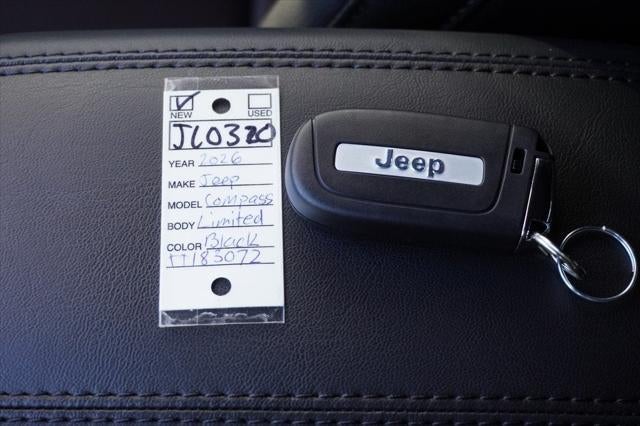 NEW USED
JL0320
YEAR 2026
MAKE Jeep
MODEL Compass
BODY Limited
COLOR Black
TT183072
Jeep